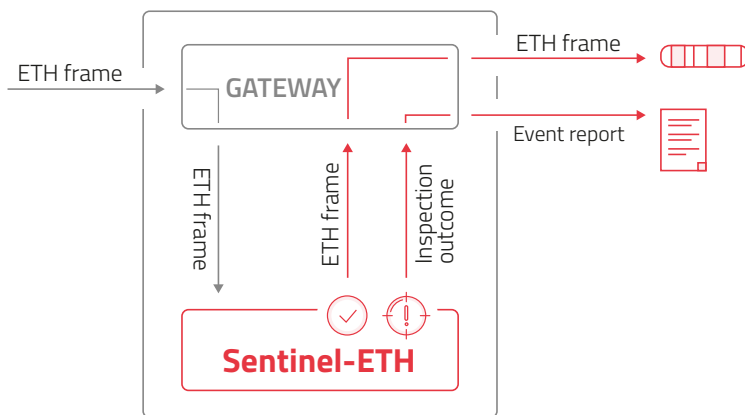 ETH frame
ETH frame
GATEWAY
Event report
ETH frame
ETH frame
Inspection
outcome
Sentinel-ETH